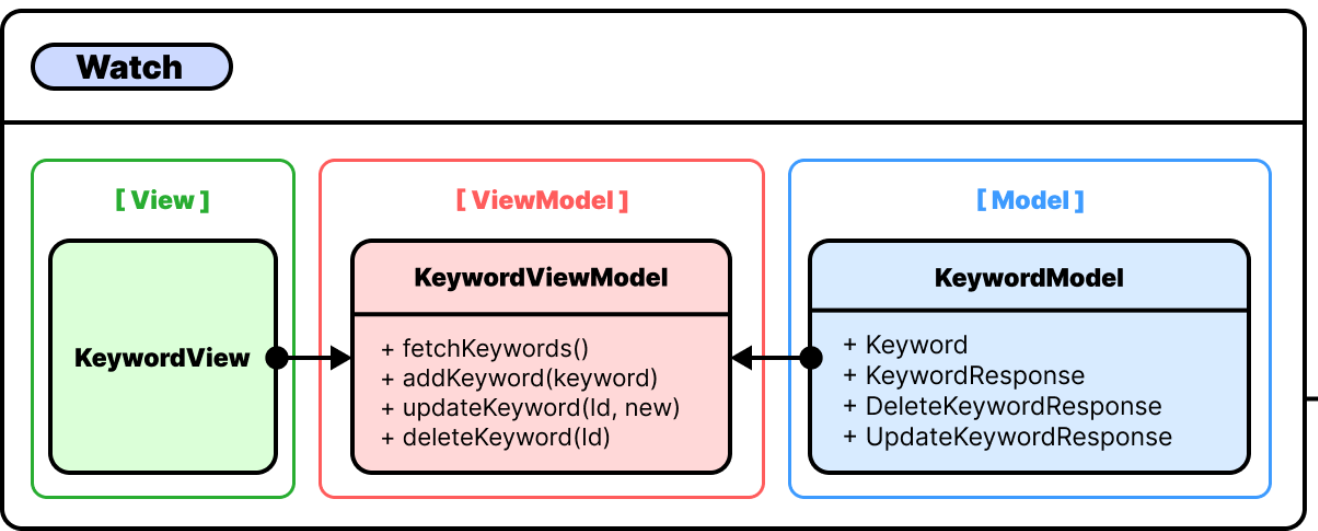 Watch
[ View ]
[ ViewModel ]
[ Model ]
KeywordView
KeywordViewModel
+ fetchKeywords()
+ addKeyword(keyword)
+ updateKeyword(Id, new)
+ deleteKeyword(Id)
KeywordModel
+ Keyword
+ KeywordResponse
+ DeleteKeywordResponse
+ UpdateKeywordResponse